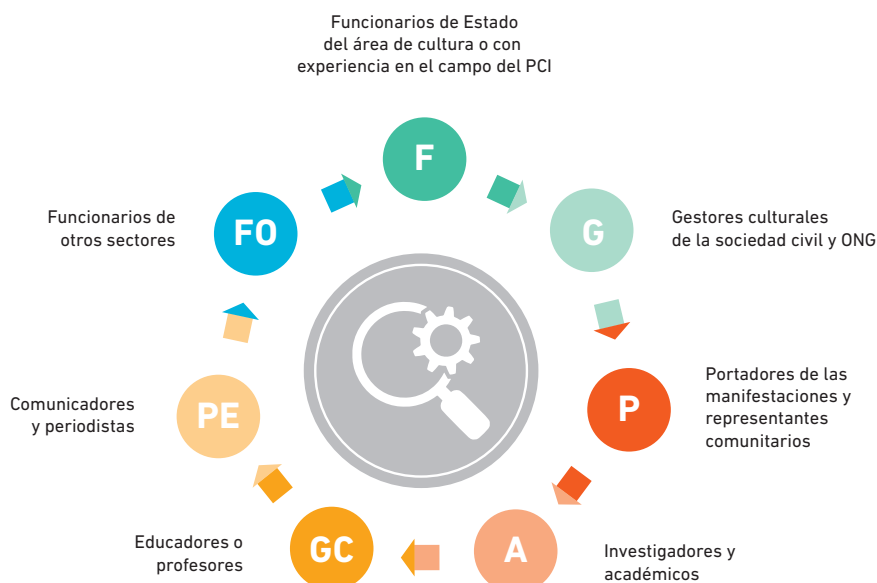 Funcionarios de Estado
del área de cultura o con
experiencia en el campo del PCI
F
G
Gestores culturales
de la sociedad civil y ONG
P
Portadores de las
manifestaciones y
representantes
comunitarios
A
Investigadores y
académicos
GC
Educadores o
profesores
PE
Comunicadores
y periodistas
FO
Funcionarios de
otros sectores